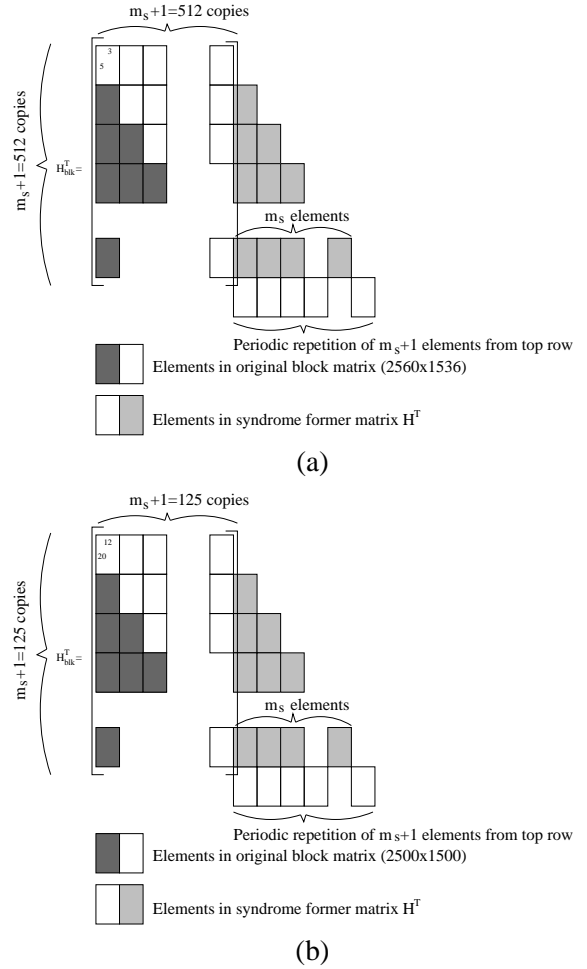 m_s+1=512 copies
3
5
m_s+1=512 copies
H^T_blk=
m_s elements
Periodic repetition of m_s+1 elements from top row
Elements in original block matrix (2560x1536)
Elements in syndrome former matrix H^T
(a)
m_s+1=125 copies
12
20
m_s+1=125 copies
H^T_blk=
m_s elements
Periodic repetition of m_s+1 elements from top row
Elements in original block matrix (2500x1500)
Elements in syndrome former matrix H^T
(b)